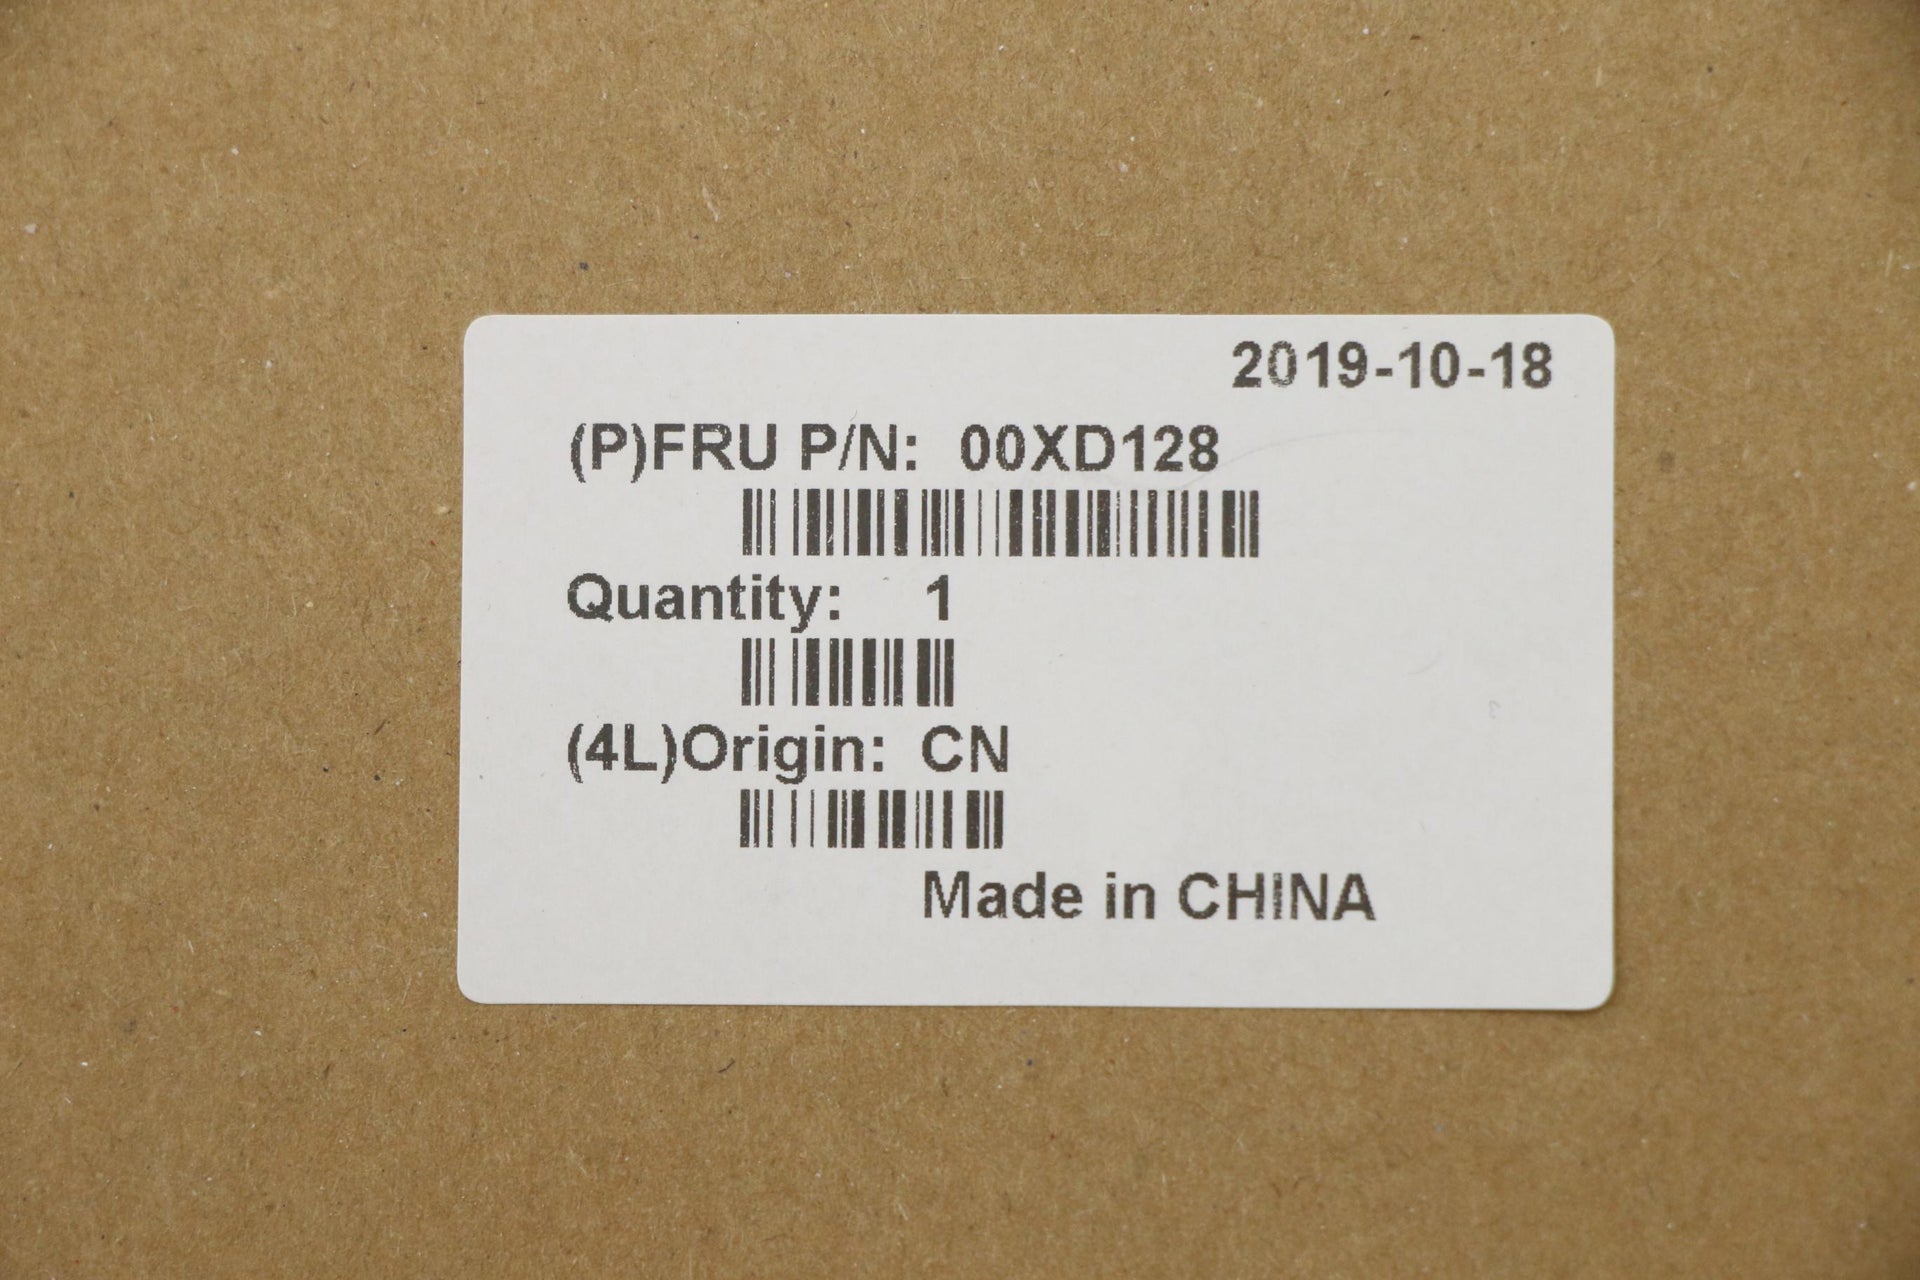 2019-10-18
(P)FRU P/N: 00XD128
Quantity: 1
(4L)Origin: CN
Made in CHINA